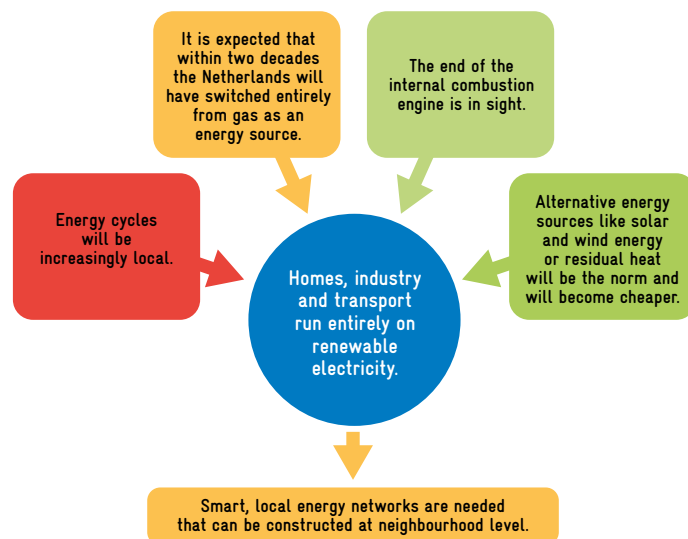 It is expected that
within two decades
the Netherlands will
have switched entirely
from gas as an
energy source.
The end of the
internal combustion
engine is in sight.
Energy cycles
will be
increasingly local.
Alternative energy
sources like solar
and wind energy
or residual heat
will be the norm and
will become cheaper.
Homes, industry
and transport
run entirely on
renewable
electricity.
Smart, local energy networks are needed
that can be constructed at neighbourhood level.